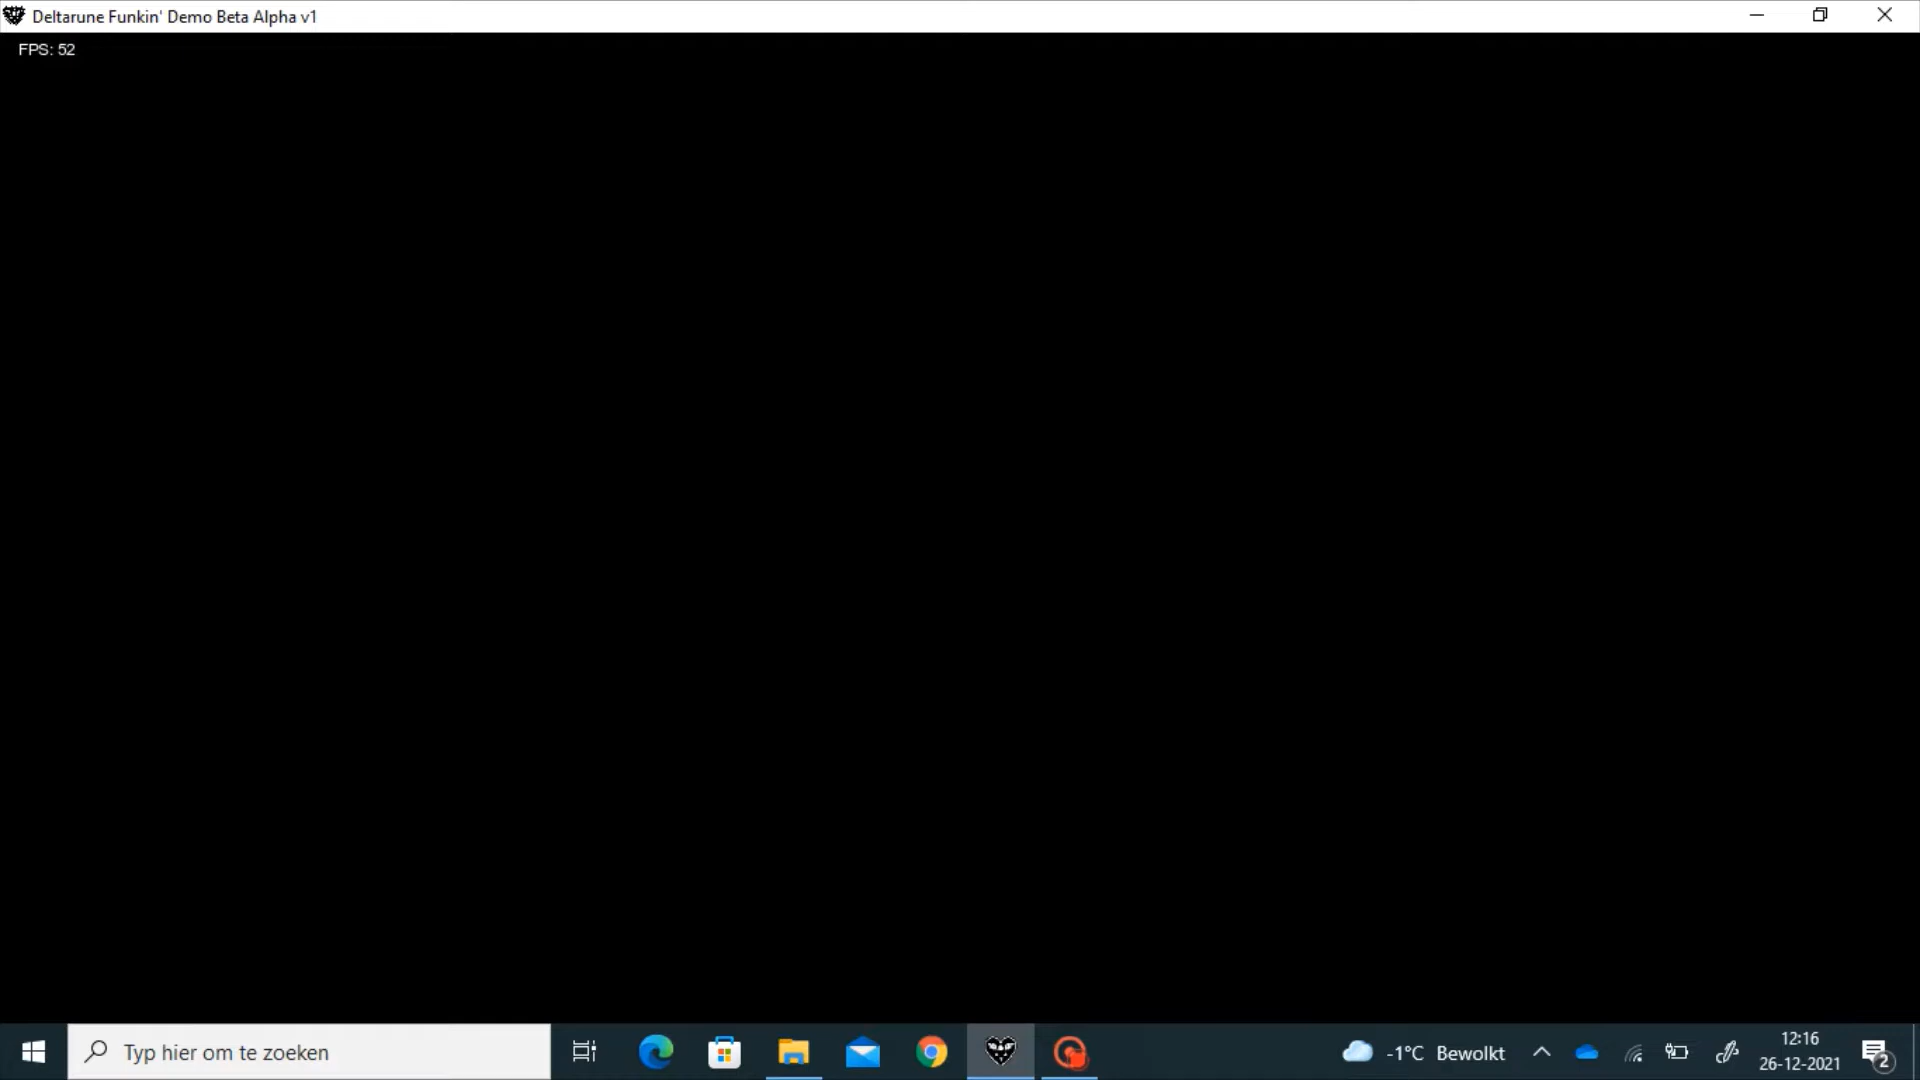 Deltarune Funkin' Demo Beta Alpha v1
FPS: 52
Typ hier om te zoeken
-1°C Bewolkt
12:16
26-12-2021
2